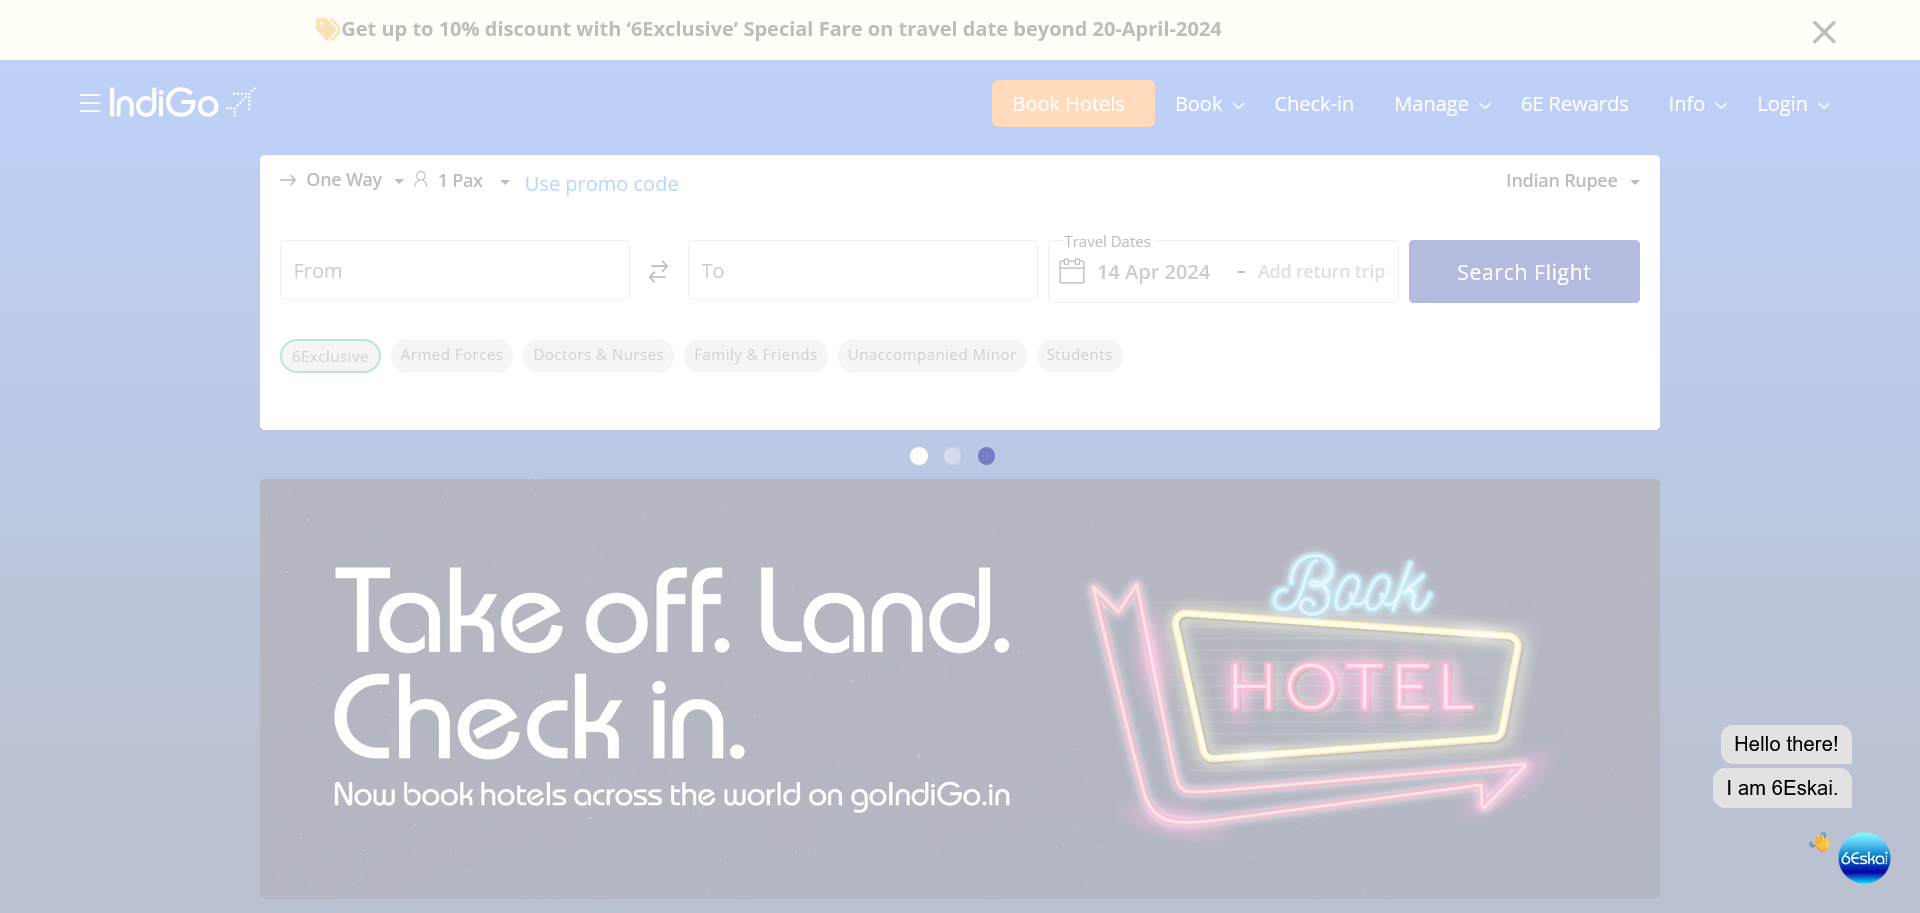 Get up to 10% discount with ‘6Exclusive’ Special Fare on travel date beyond 20-April-2024
IndiGo
Book Hotels
Book
Check-in
Manage
6E Rewards
Info
Login
One Way
1 Pax
Use promo code
Indian Rupee
From
To
Travel Dates
14 Apr 2024 - Add return trip
Search Flight
6Exclusive
Armed Forces
Doctors & Nurses
Family & Friends
Unaccompanied Minor
Students
Take off. Land.
Check in.
Now book hotels across the world on goIndiGo.in
Book
HOTEL
Hello there!
I am 6Eskai.
6Eskai